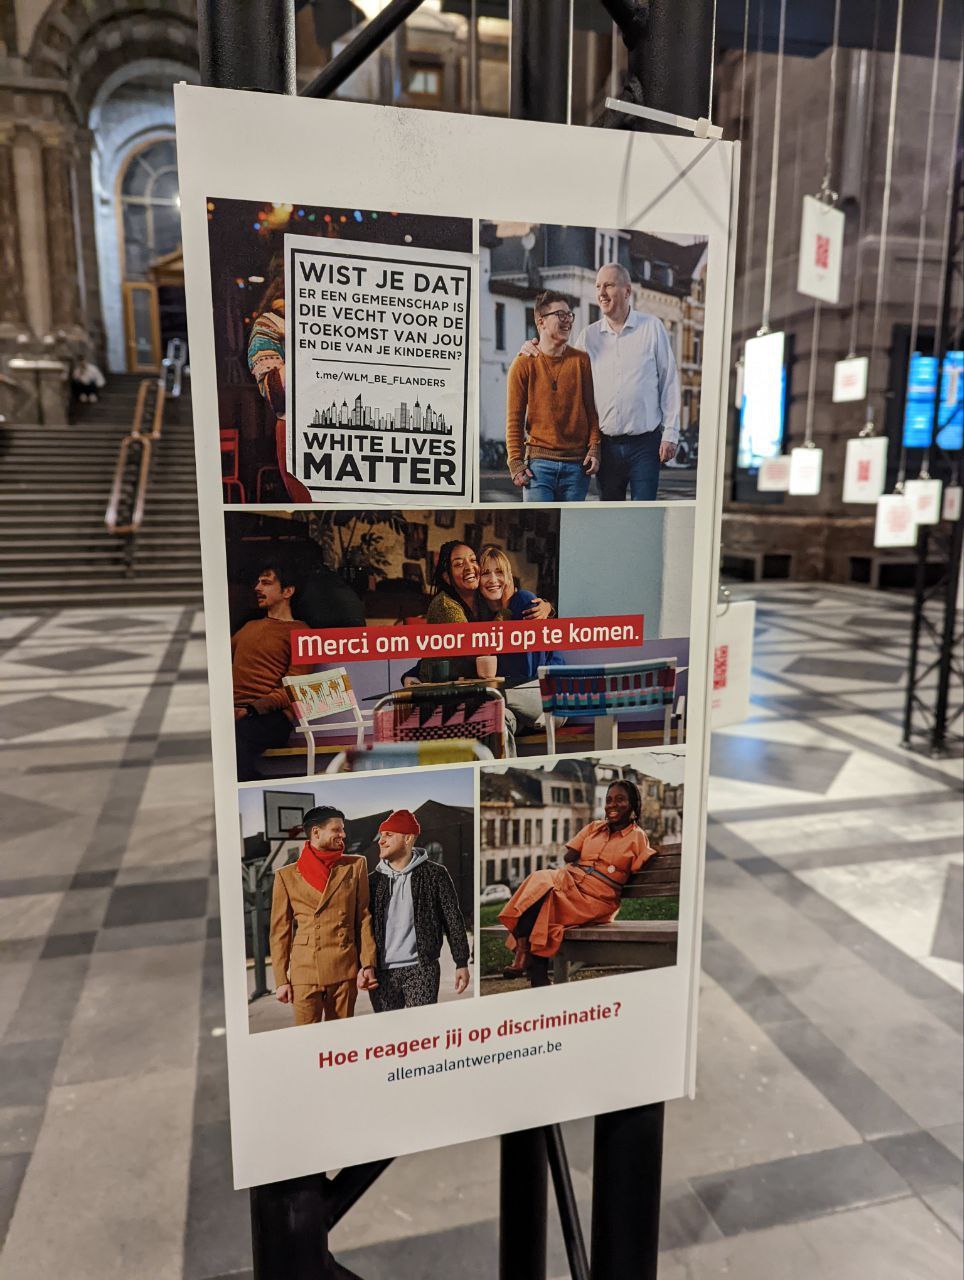 WIST JE DAT
ER EEN GEMEENSCHAP IS
DIE VECHT VOOR DE
TOEKOMST VAN JOU
EN DIE VAN JE KINDEREN?
t.me/WLM_BE_FLANDERS
WHITE LIVES
MATTER
Merci om voor mij op te komen.
Hoe reageer jij op discriminatie?
allemaalantwerpenaar.be